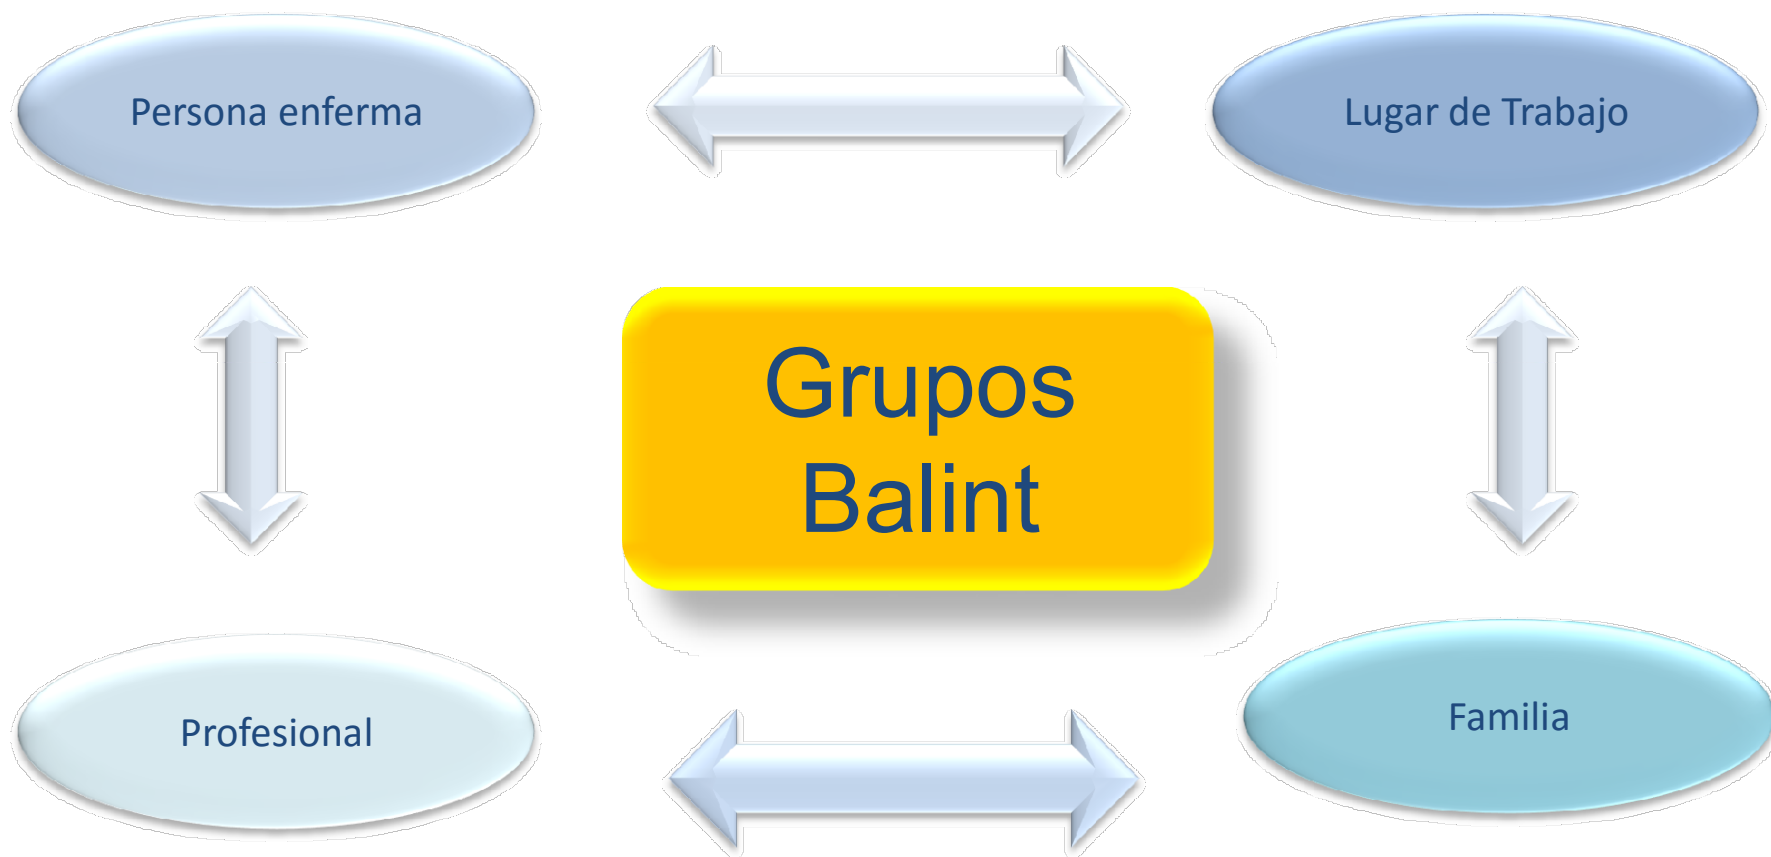 Persona enferma
Lugar de Trabajo
Grupos
Balint
Profesional
Familia